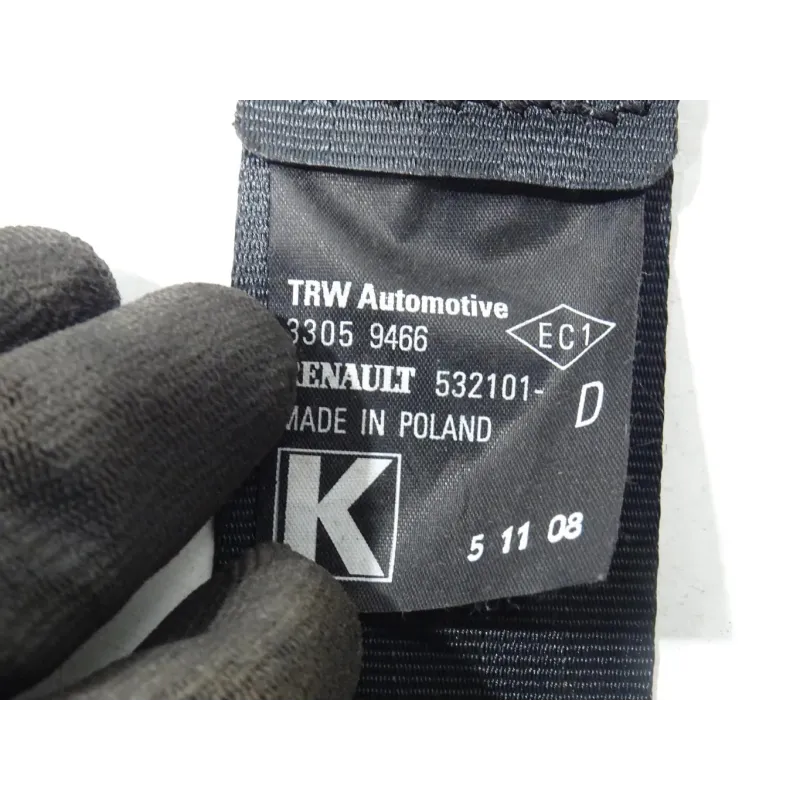 TRW Automotive
3305 9466
EC1
RENAULT 532101-
D
MADE IN POLAND
K
5 11 08